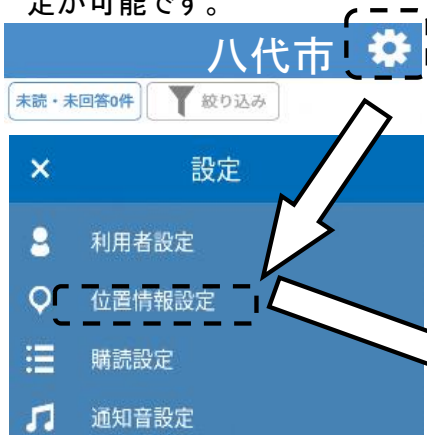 定が可能です。
八代市
未読・未回答0件 絞り込み
× 設定
利用者設定
位置情報設定
購読設定
通知音設定